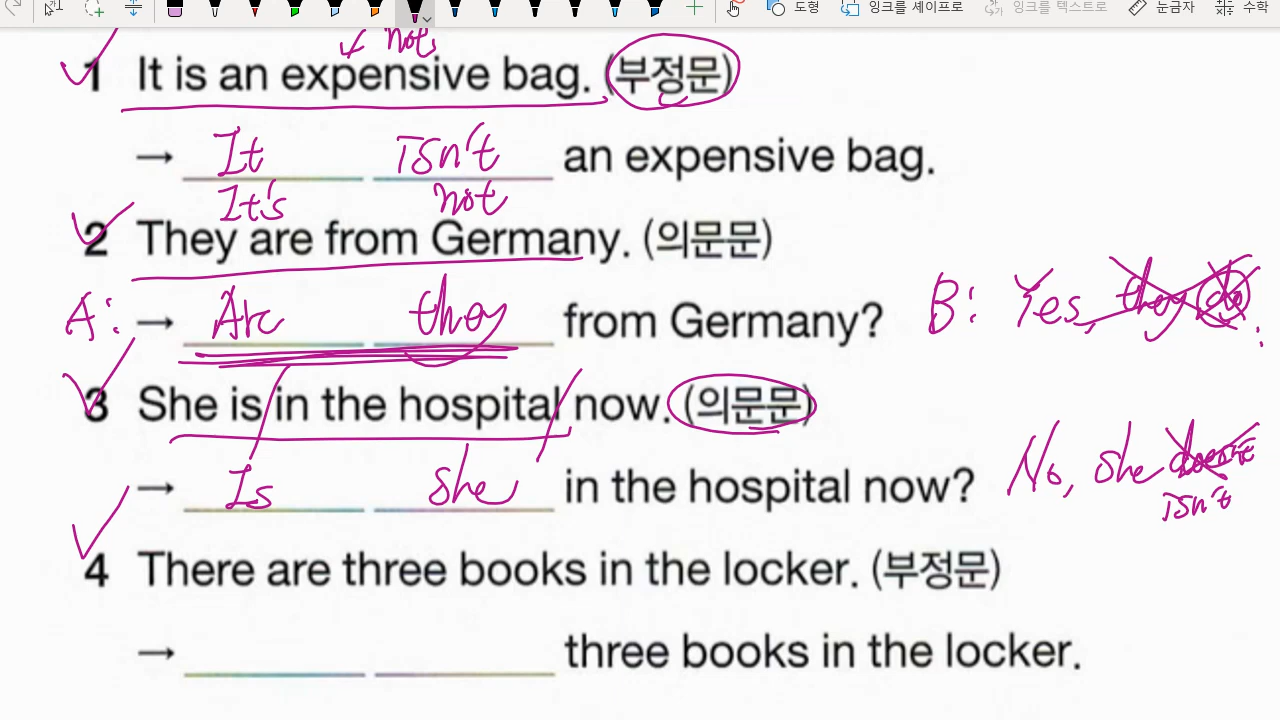 도형 잉크를 셰이프로 잉크를 텍스트로 눈금자 수학
not
1 It is an expensive bag. (부정문)
→ It isn't an expensive bag.
It's not
2 They are from Germany. (의문문)
A: → Are they from Germany? B: Yes, they do.
3 She is in the hospital now. (의문문)
→ Is she in the hospital now? No, she doesn't
isn't
4 There are three books in the locker. (부정문)
→ three books in the locker.